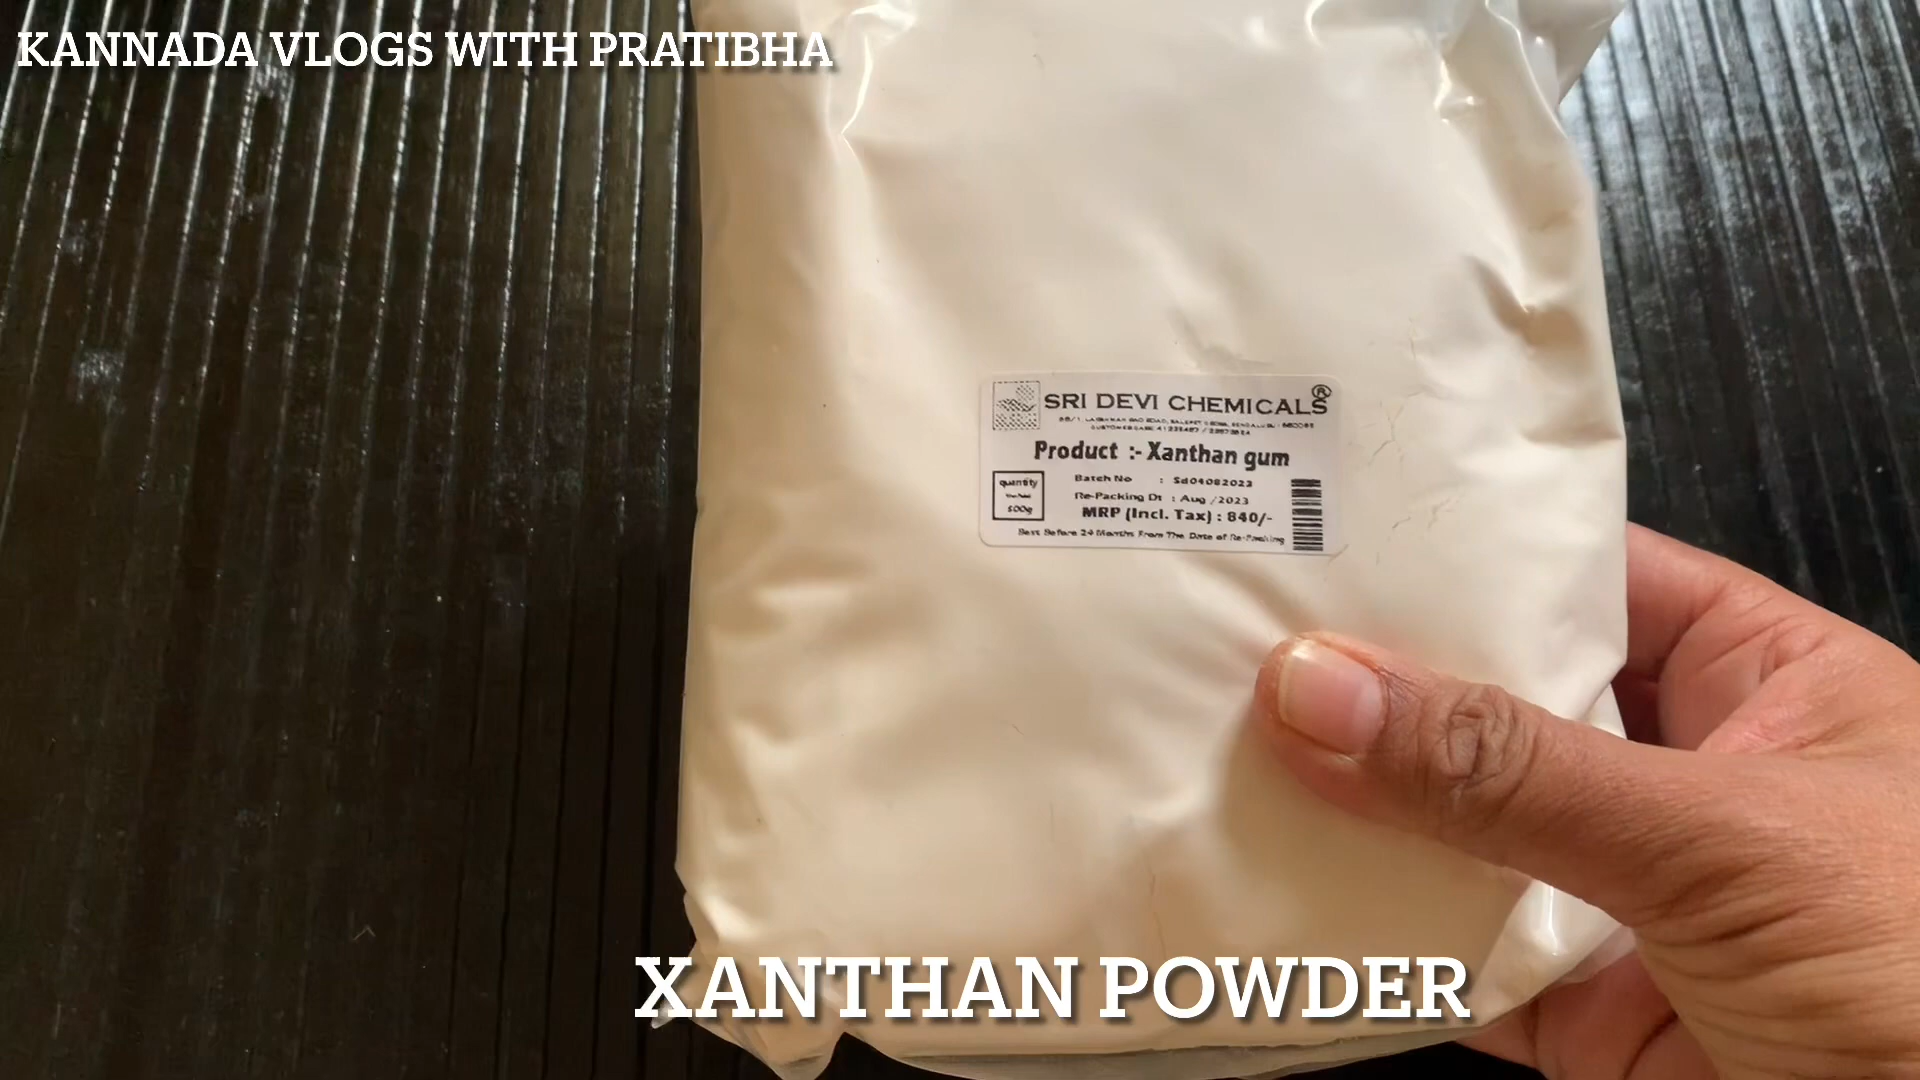 KANNADA VLOGS WITH PRATIBHA
SRI DEVI CHEMICALS®
Product :- Xanthan gum
quantity
500g
Batch No : Sd04082023
Re-Packing Dt : Aug /2023
MRP (Incl. Tax) : 840/-
Best Before 24 Months From The Date of Re-Packing
XANTHAN POWDER